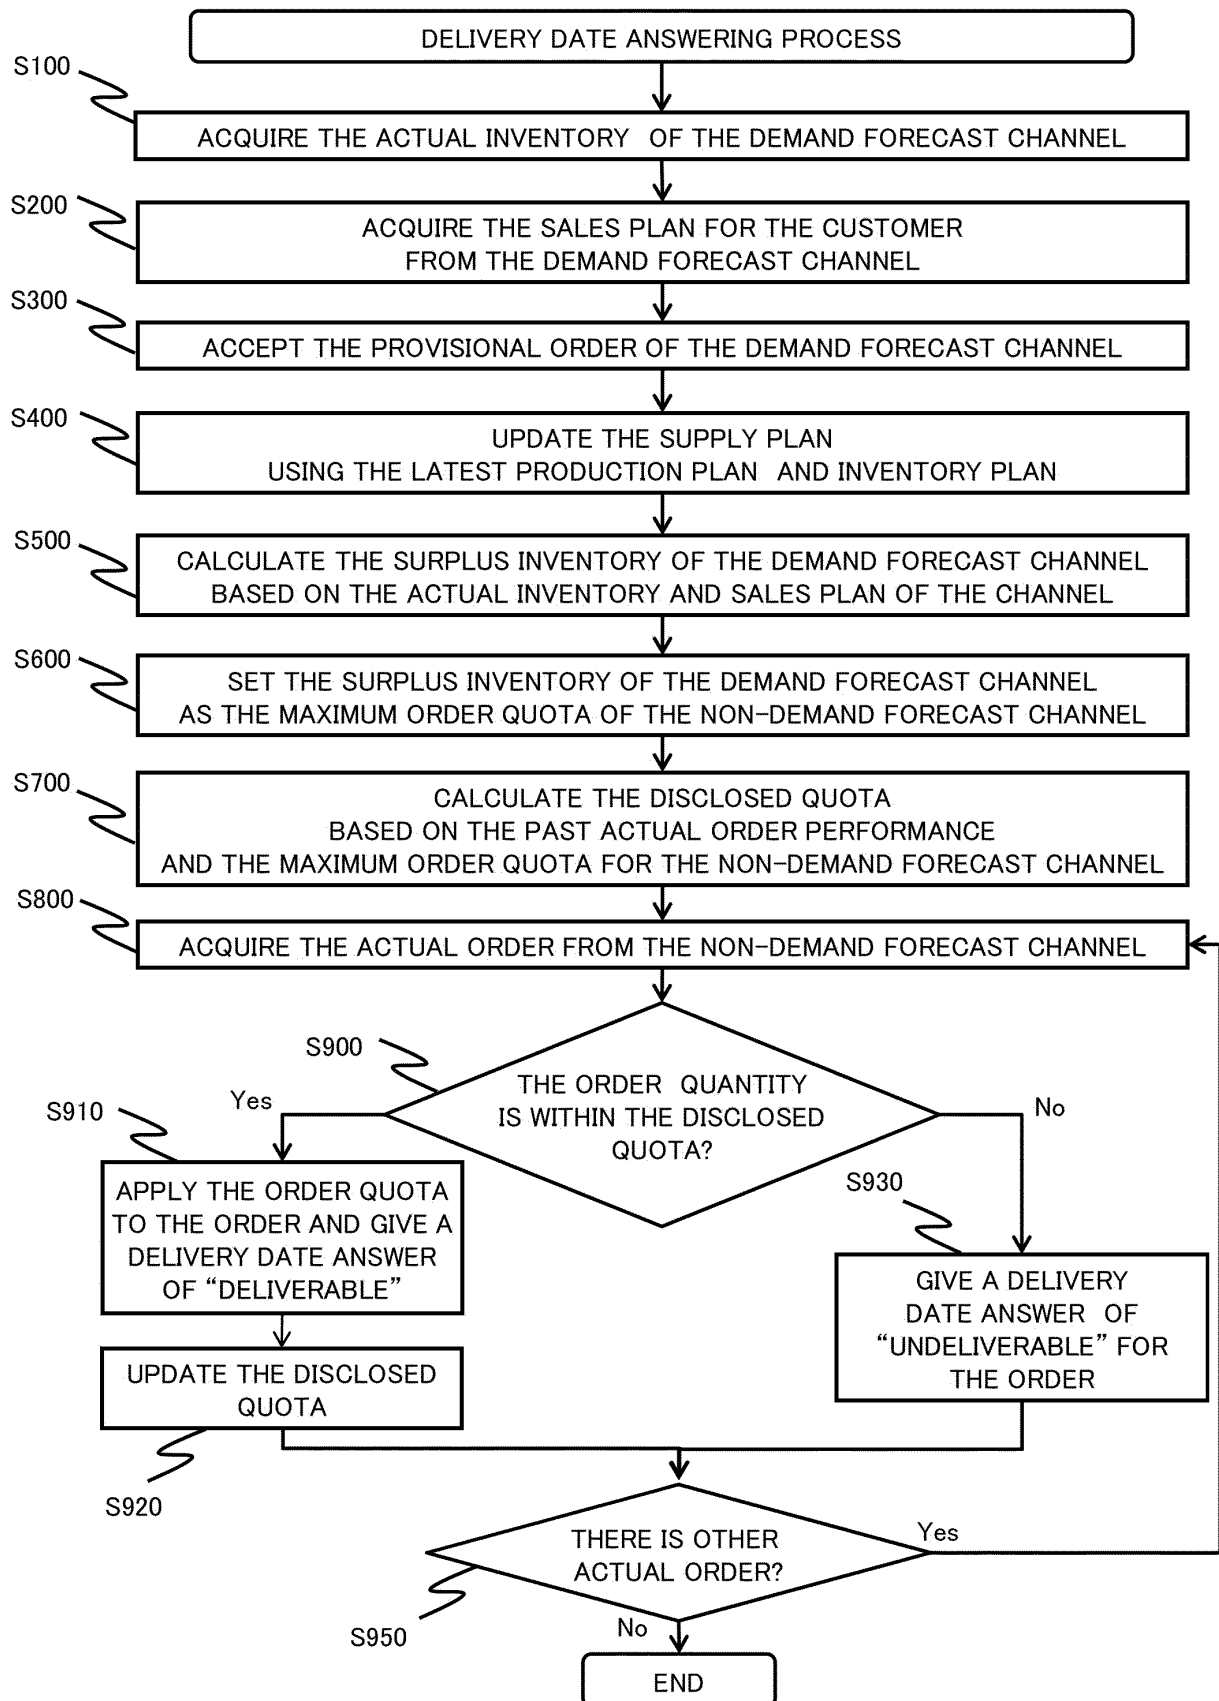 DELIVERY DATE ANSWERING PROCESS
S100
ACQUIRE THE ACTUAL INVENTORY OF THE DEMAND FORECAST CHANNEL
S200
ACQUIRE THE SALES PLAN FOR THE CUSTOMER
FROM THE DEMAND FORECAST CHANNEL
S300
ACCEPT THE PROVISIONAL ORDER OF THE DEMAND FORECAST CHANNEL
S400
UPDATE THE SUPPLY PLAN
USING THE LATEST PRODUCTION PLAN AND INVENTORY PLAN
S500
CALCULATE THE SURPLUS INVENTORY OF THE DEMAND FORECAST CHANNEL
BASED ON THE ACTUAL INVENTORY AND SALES PLAN OF THE CHANNEL
S600
SET THE SURPLUS INVENTORY OF THE DEMAND FORECAST CHANNEL
AS THE MAXIMUM ORDER QUOTA OF THE NON-DEMAND FORECAST CHANNEL
S700
CALCULATE THE DISCLOSED QUOTA
BASED ON THE PAST ACTUAL ORDER PERFORMANCE
AND THE MAXIMUM ORDER QUOTA FOR THE NON-DEMAND FORECAST CHANNEL
S800
ACQUIRE THE ACTUAL ORDER FROM THE NON-DEMAND FORECAST CHANNEL
S900
THE ORDER QUANTITY
IS WITHIN THE DISCLOSED
QUOTA?
Yes
No
S910
APPLY THE ORDER QUOTA
TO THE ORDER AND GIVE A
DELIVERY DATE ANSWER
OF “DELIVERABLE”
S930
GIVE A DELIVERY
DATE ANSWER OF
“UNDELIVERABLE” FOR
THE ORDER
UPDATE THE DISCLOSED
QUOTA
S920
THERE IS OTHER
ACTUAL ORDER?
Yes
S950
No
END